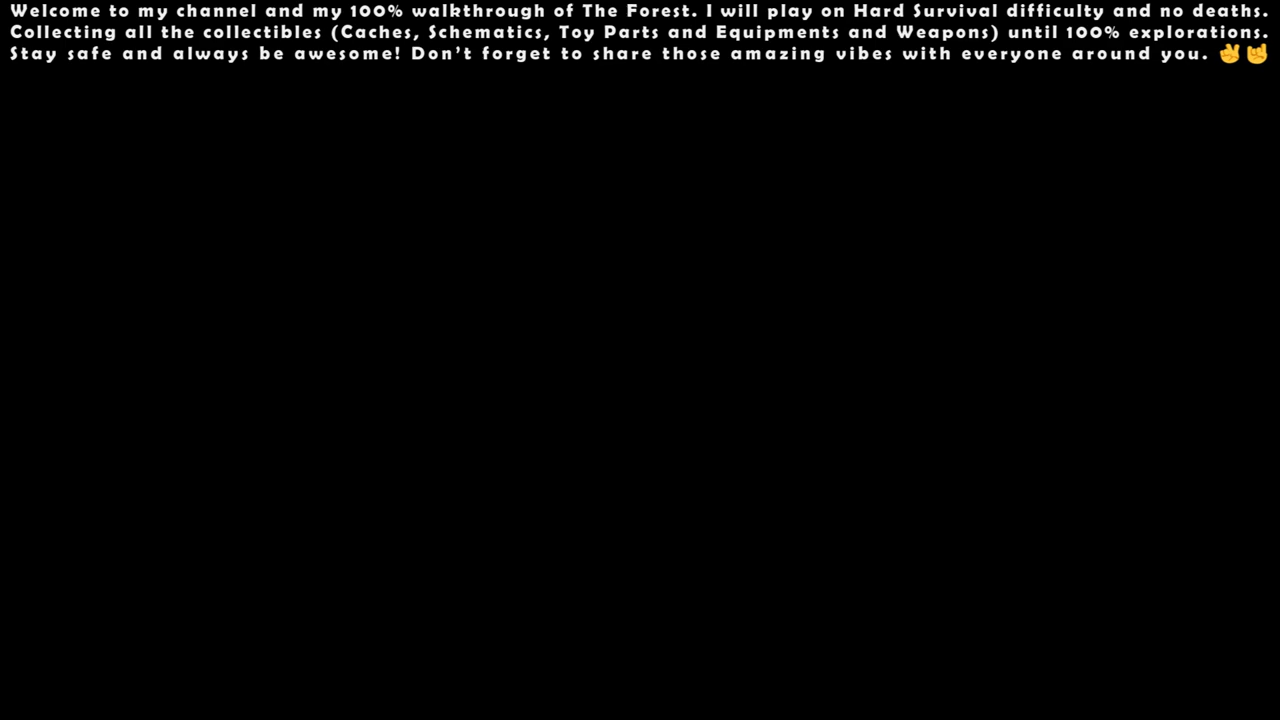 Welcome to my channel and my 100% walkthrough of The Forest. I will play on Hard Survival difficulty and no deaths.
Collecting all the collectibles (Caches, Schematics, Toy Parts and Equipments and Weapons) until 100% explorations.
Stay safe and always be awesome! Don’t forget to share those amazing vibes with everyone around you. ✌🤘